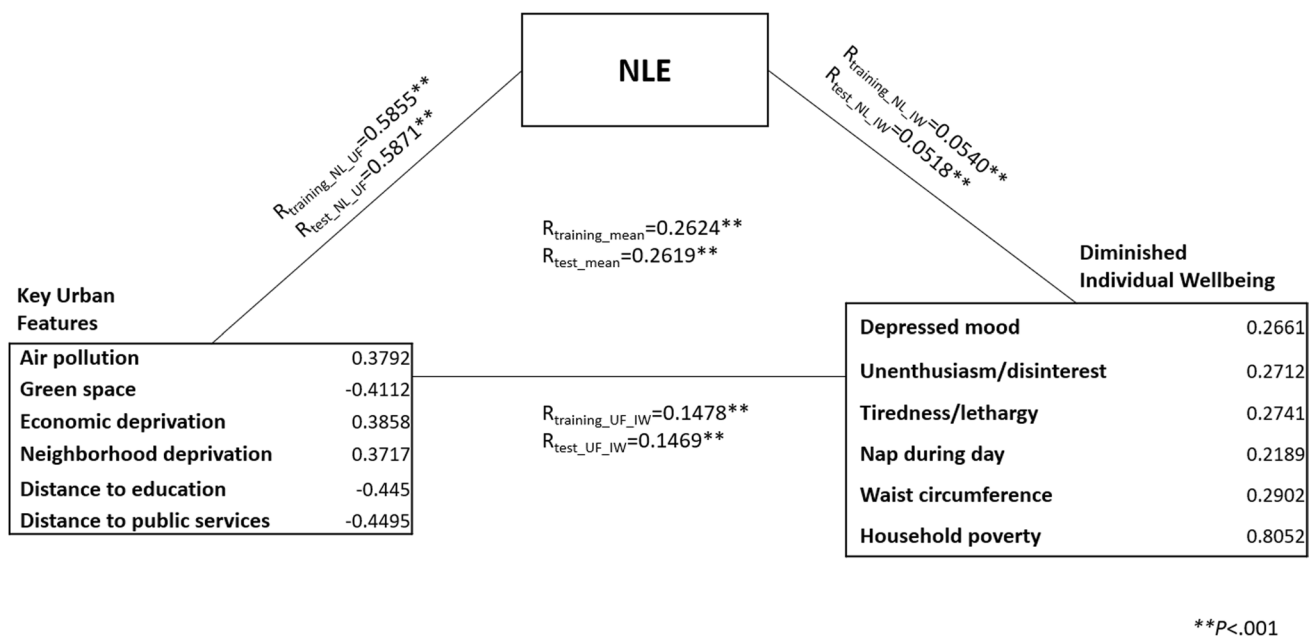 NLE
R_training_NL_UF=0.5855**
R_test_NL_UF=0.5871**
R_training_NL_IW=0.0540**
R_test_NL_IW=0.0518**
R_training_mean=0.2624**
R_test_mean=0.2619**
Key Urban
Features
Air pollution 0.3792
Green space -0.4112
Economic deprivation 0.3858
Neighborhood deprivation 0.3717
Distance to education -0.445
Distance to public services -0.4495
R_training_UF_IW=0.1478**
R_test_UF_IW=0.1469**
Diminished
Individual Wellbeing
Depressed mood 0.2661
Unenthusiasm/disinterest 0.2712
Tiredness/lethargy 0.2741
Nap during day 0.2189
Waist circumference 0.2902
Household poverty 0.8052
**P<.001